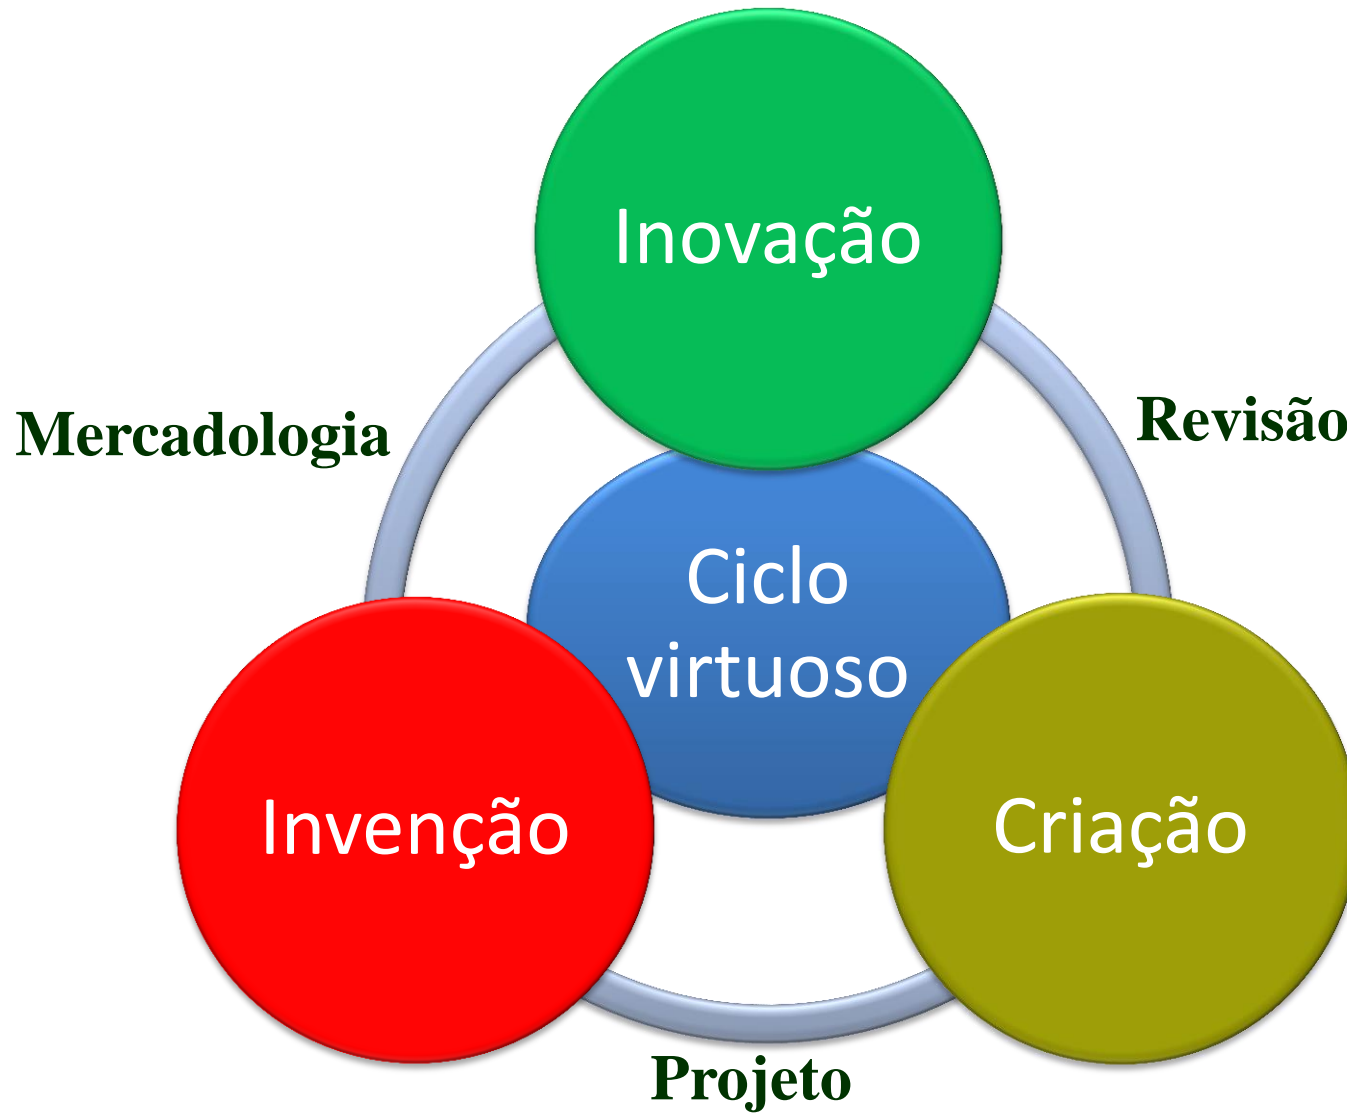 Inovação
Mercadologia
Revisão
Ciclo
virtuoso
Invenção
Criação
Projeto